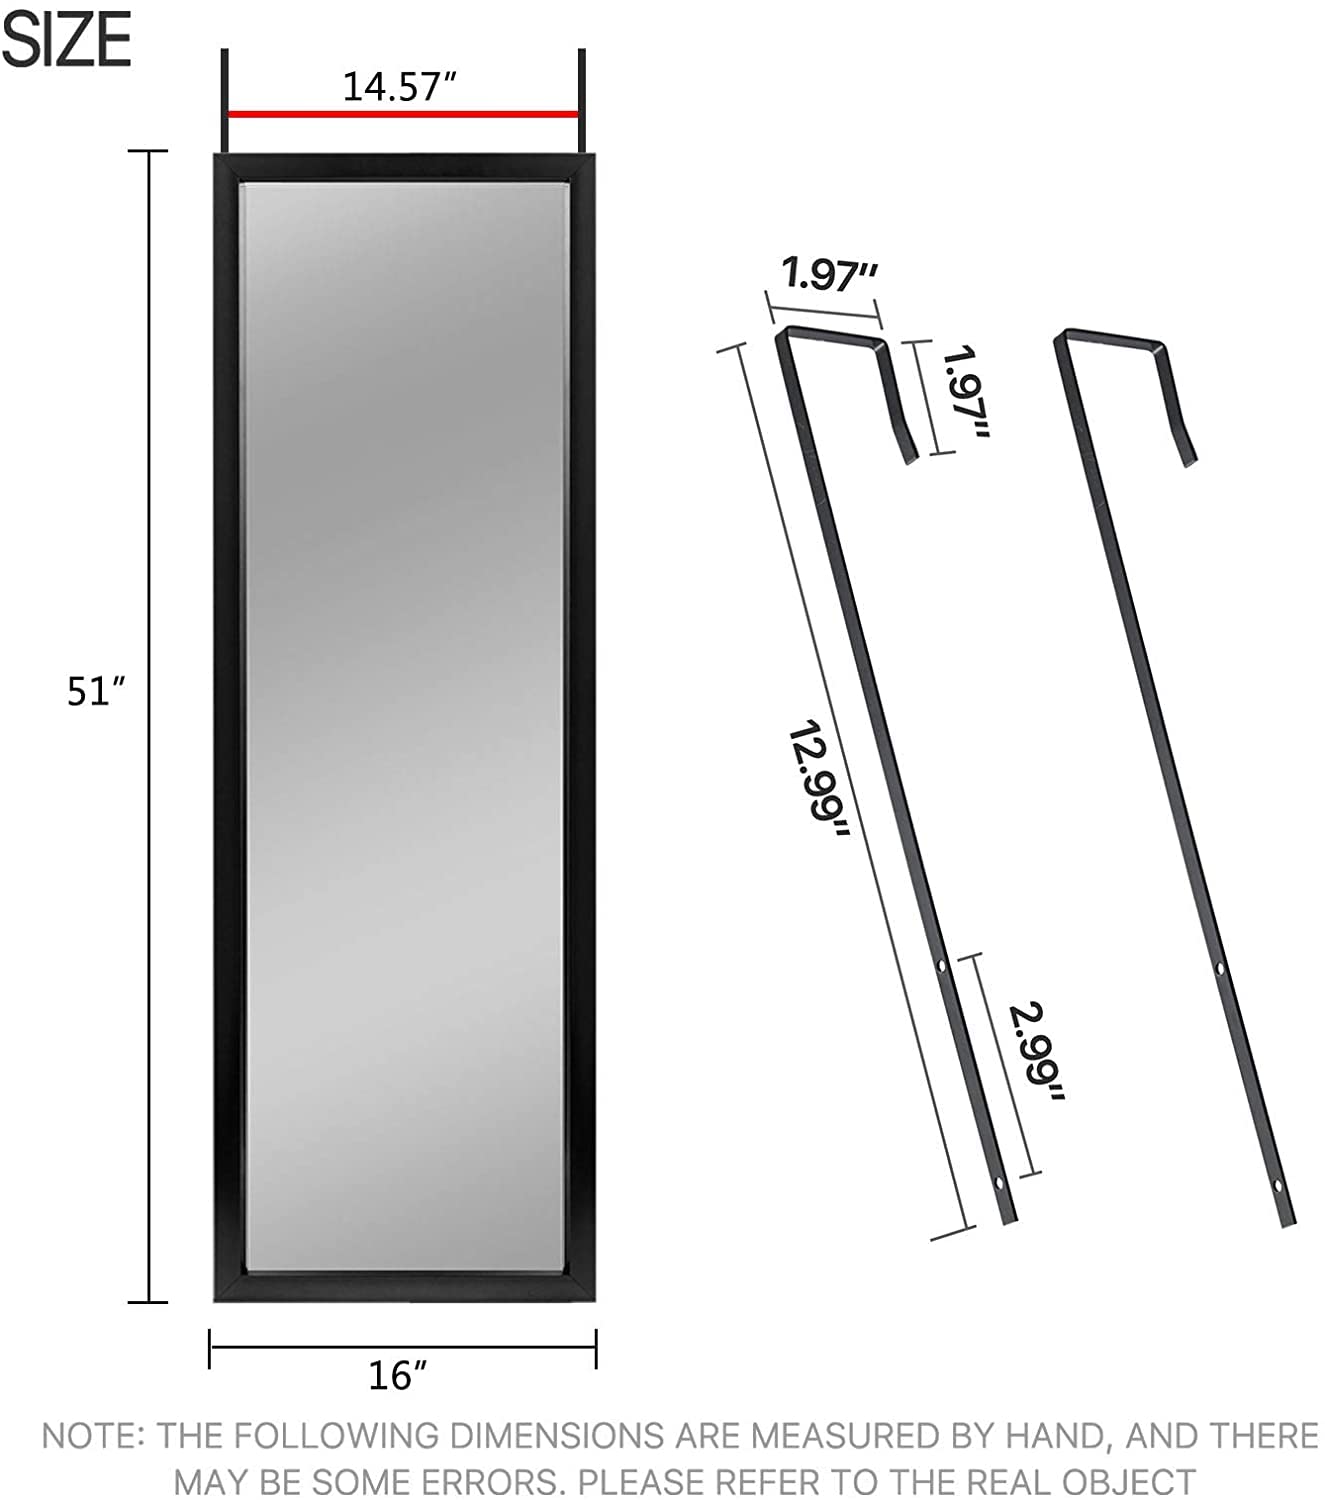 SIZE
14.57"
1.97"
1.97"
51"
12.99"
2.99"
16"
NOTE: THE FOLLOWING DIMENSIONS ARE MEASURED BY HAND, AND THERE
MAY BE SOME ERRORS. PLEASE REFER TO THE REAL OBJECT